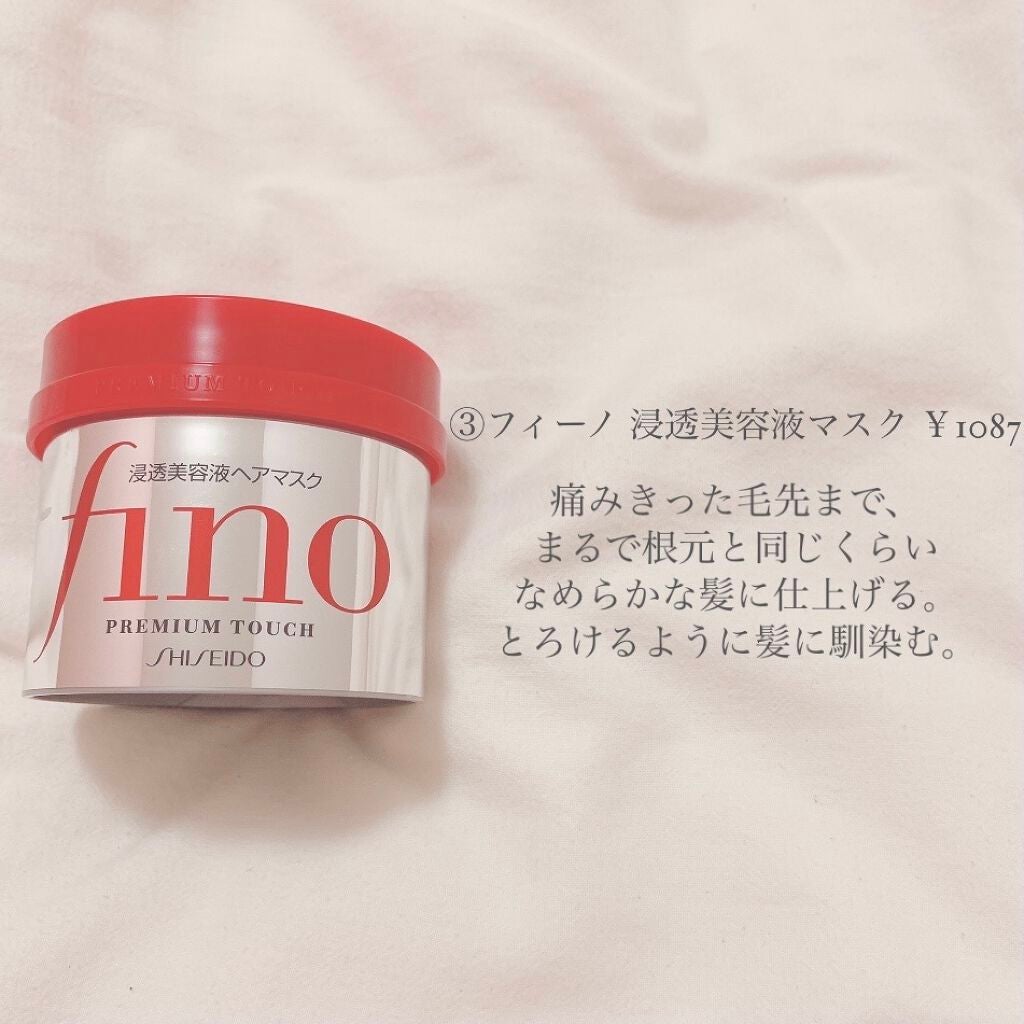 PREMIUM TOUCH
浸透美容液ヘアマスク
fino
PREMIUM TOUCH
SHISEIDO
③フィーノ 浸透美容液マスク ￥1087
痛みきった毛先まで、
まるで根元と同じくらい
なめらかな髪に仕上げる。
とろけるように髪に馴染む。